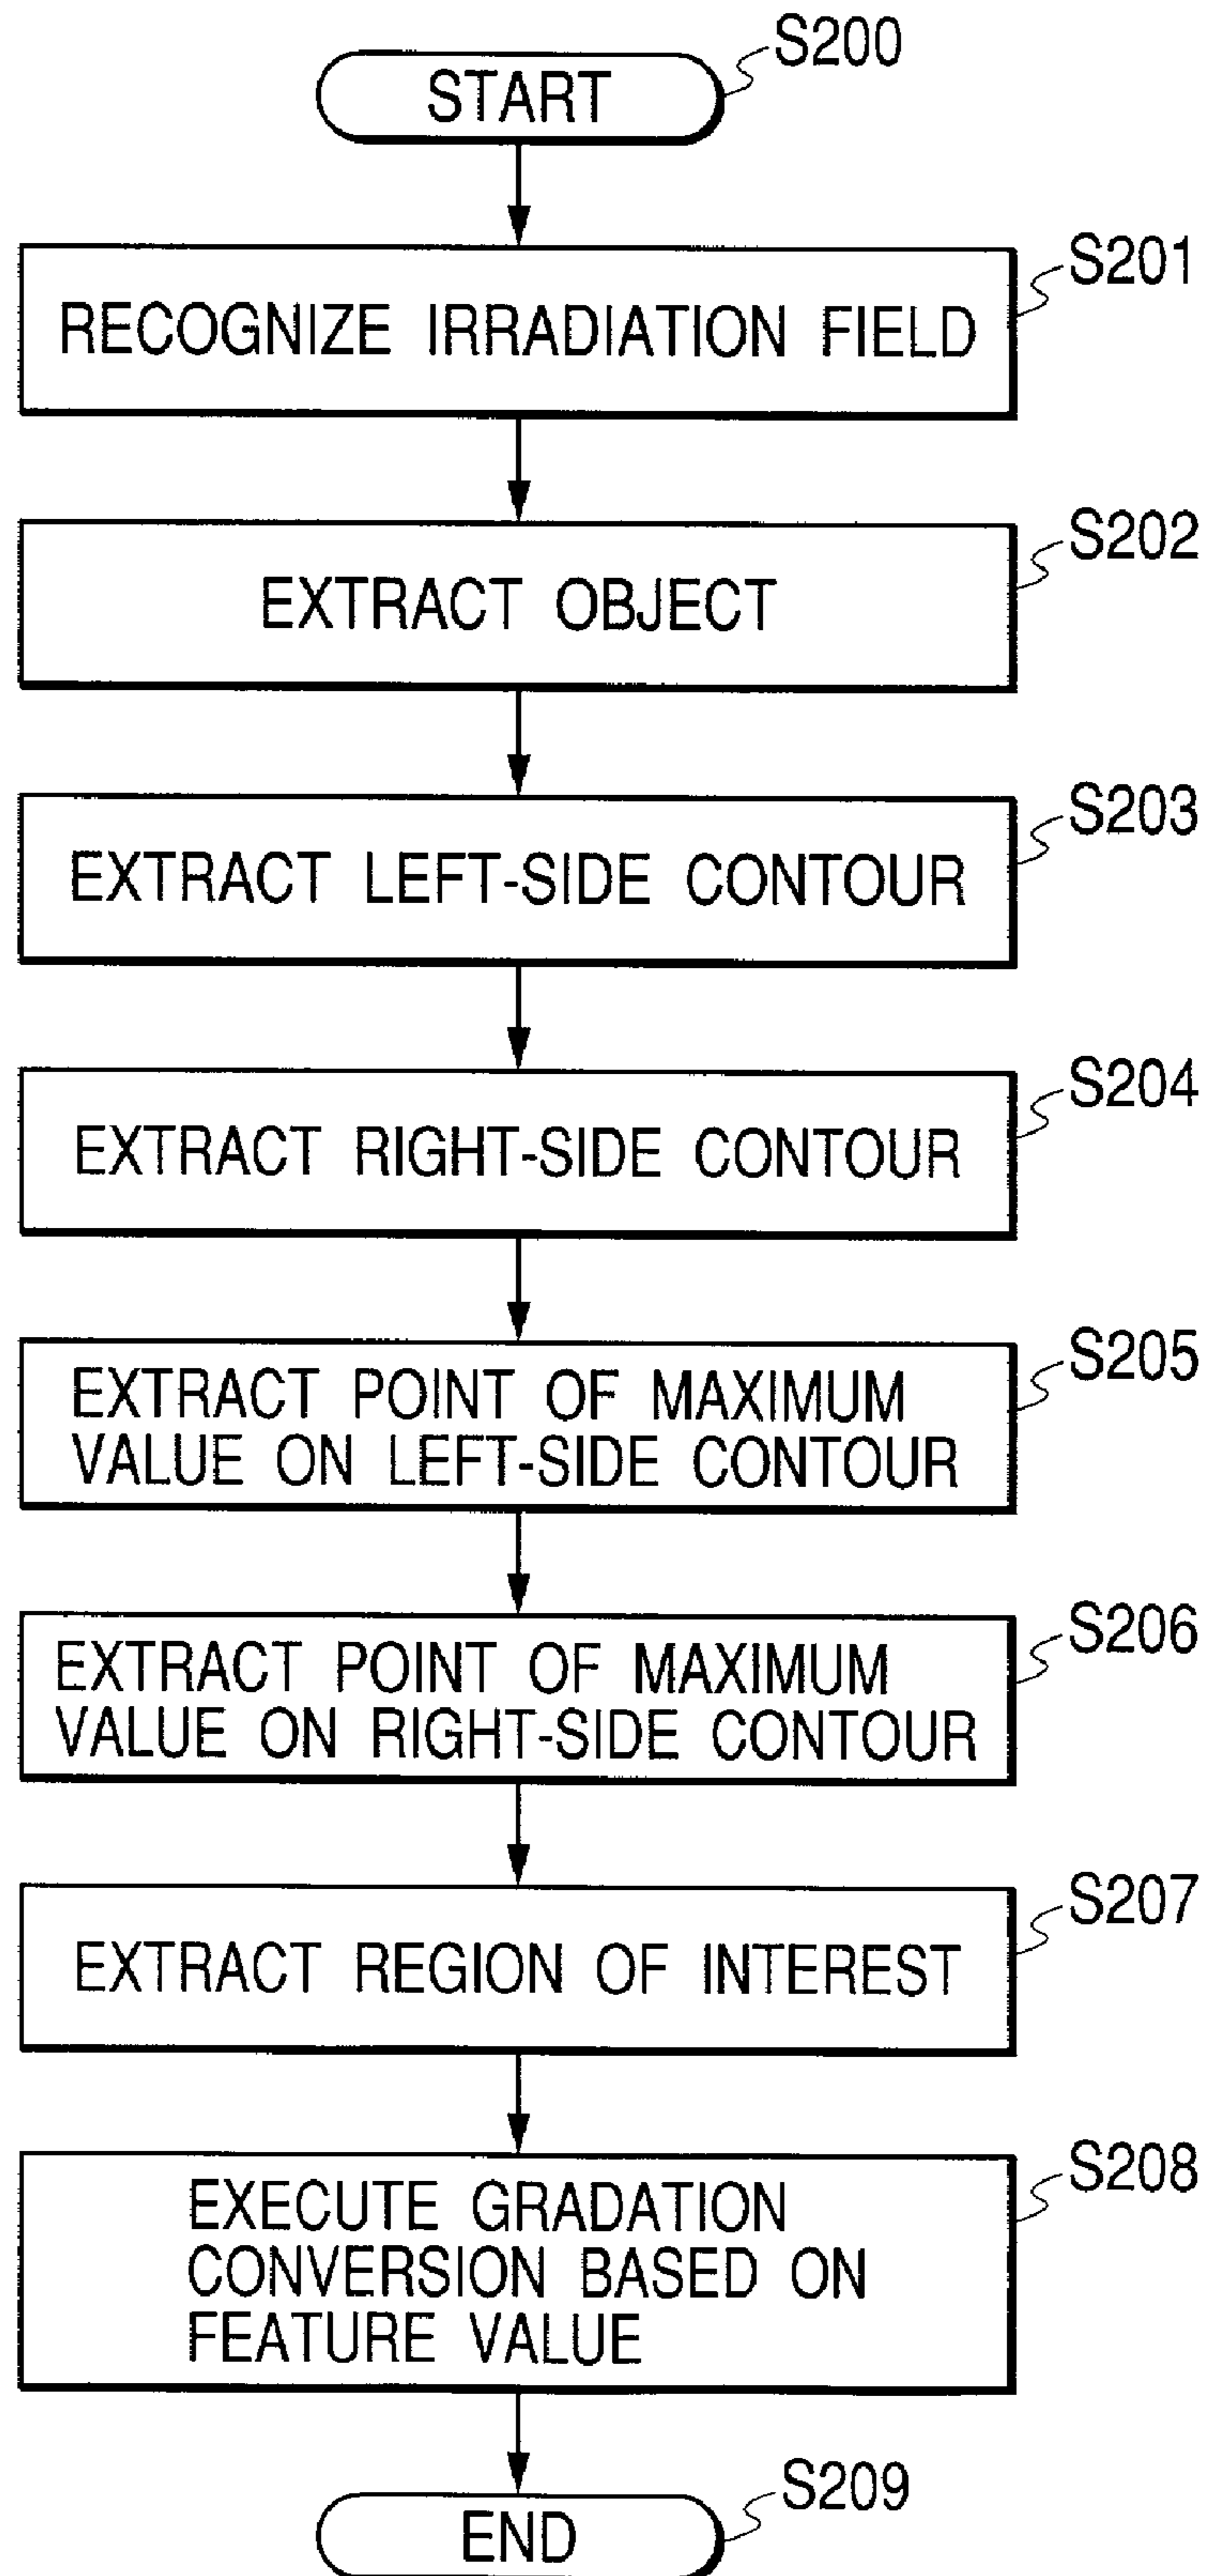 S200
START
S201
RECOGNIZE IRRADIATION FIELD
S202
EXTRACT OBJECT
S203
EXTRACT LEFT-SIDE CONTOUR
S204
EXTRACT RIGHT-SIDE CONTOUR
S205
EXTRACT POINT OF MAXIMUM
VALUE ON LEFT-SIDE CONTOUR
S206
EXTRACT POINT OF MAXIMUM
VALUE ON RIGHT-SIDE CONTOUR
S207
EXTRACT REGION OF INTEREST
S208
EXECUTE GRADATION
CONVERSION BASED ON
FEATURE VALUE
S209
END